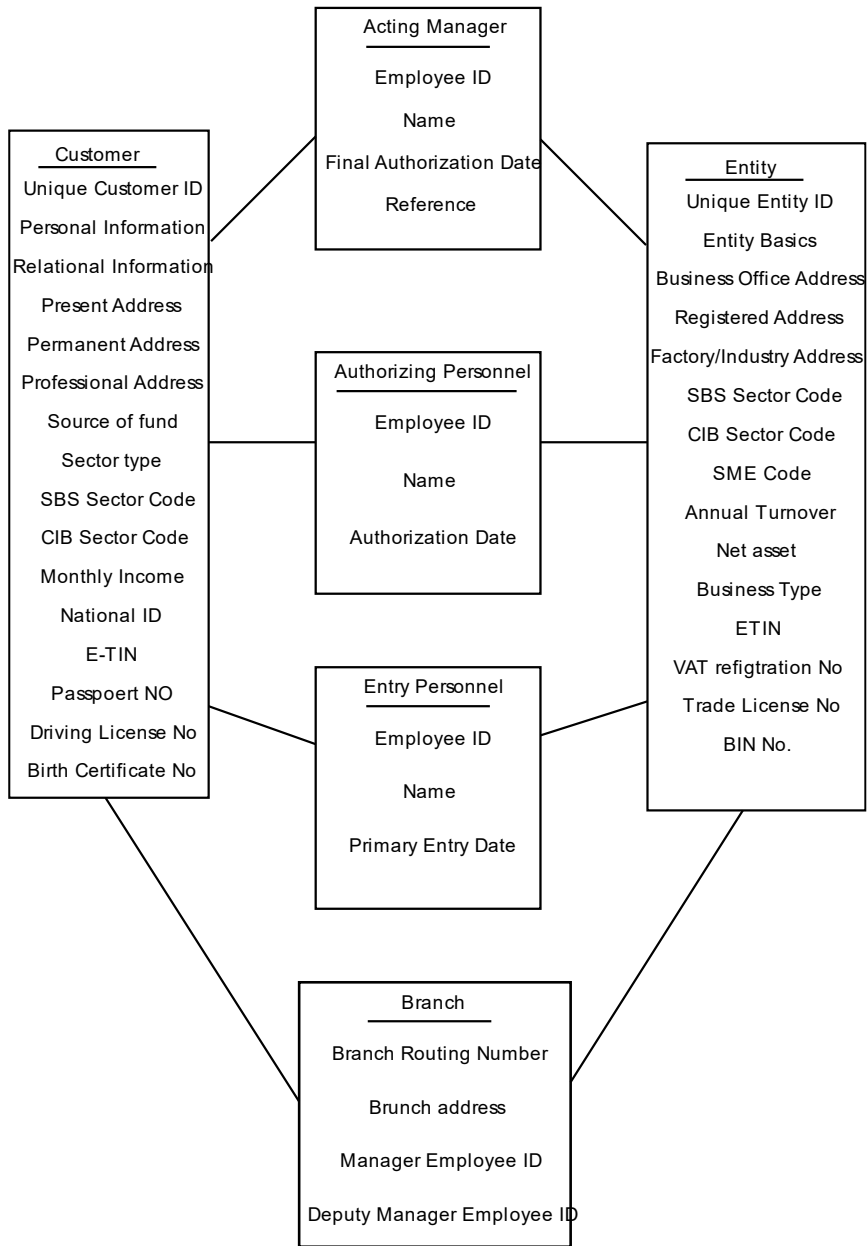 Acting Manager
Employee ID
Name
Final Authorization Date
Reference
Customer
Unique Customer ID
Personal Information
Relational Information
Present Address
Permanent Address
Professional Address
Source of fund
Sector type
SBS Sector Code
CIB Sector Code
Monthly Income
National ID
E-TIN
Passpoert NO
Driving License No
Birth Certificate No
Authorizing Personnel
Employee ID
Name
Authorization Date
Entry Personnel
Employee ID
Name
Primary Entry Date
Entity
Unique Entity ID
Entity Basics
Business Office Address
Registered Address
Factory/Industry Address
SBS Sector Code
CIB Sector Code
SME Code
Annual Turnover
Net asset
Business Type
ETIN
VAT refigtration No
Trade License No
BIN No.
Branch
Branch Routing Number
Brunch address
Manager Employee ID
Deputy Manager Employee ID